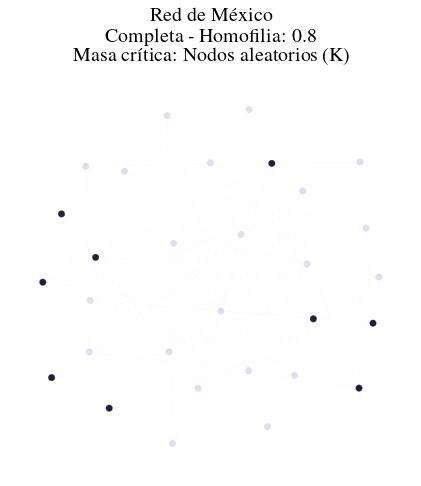 Red de México
Completa - Homofilia: 0.8
Masa crítica: Nodos aleatorios (K)